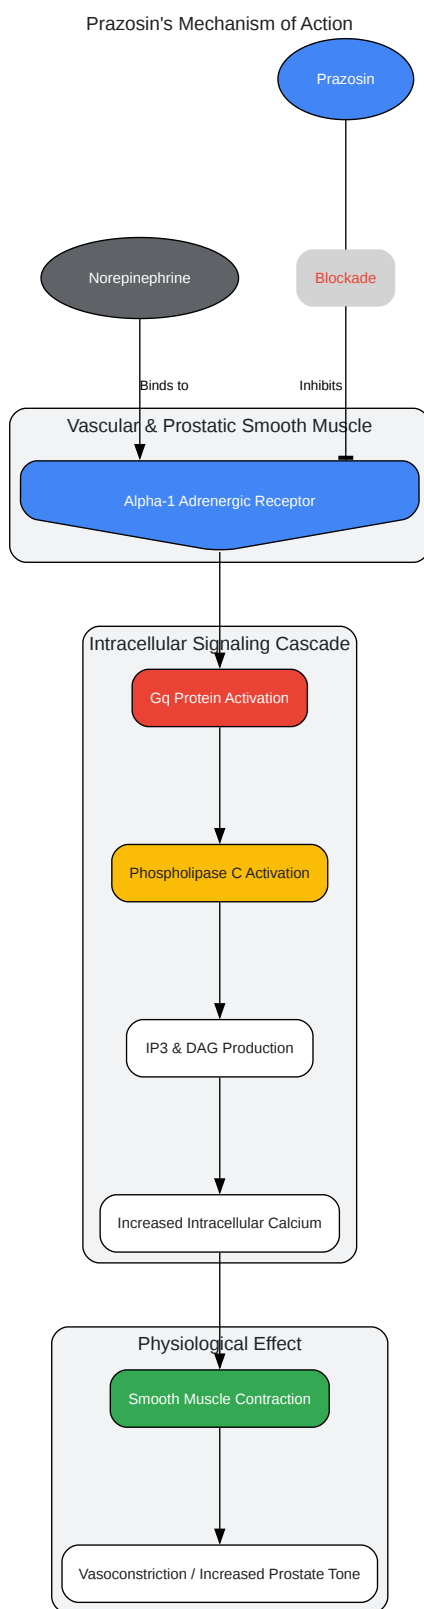 Prazosin's Mechanism of Action
Prazosin
Norepinephrine
Blockade
Binds to
Inhibits
Vascular & Prostatic Smooth Muscle
Alpha-1 Adrenergic Receptor
Intracellular Signaling Cascade
Gq Protein Activation
Phospholipase C Activation
IP3 & DAG Production
Increased Intracellular Calcium
Physiological Effect
Smooth Muscle Contraction
Vasoconstriction / Increased Prostate Tone